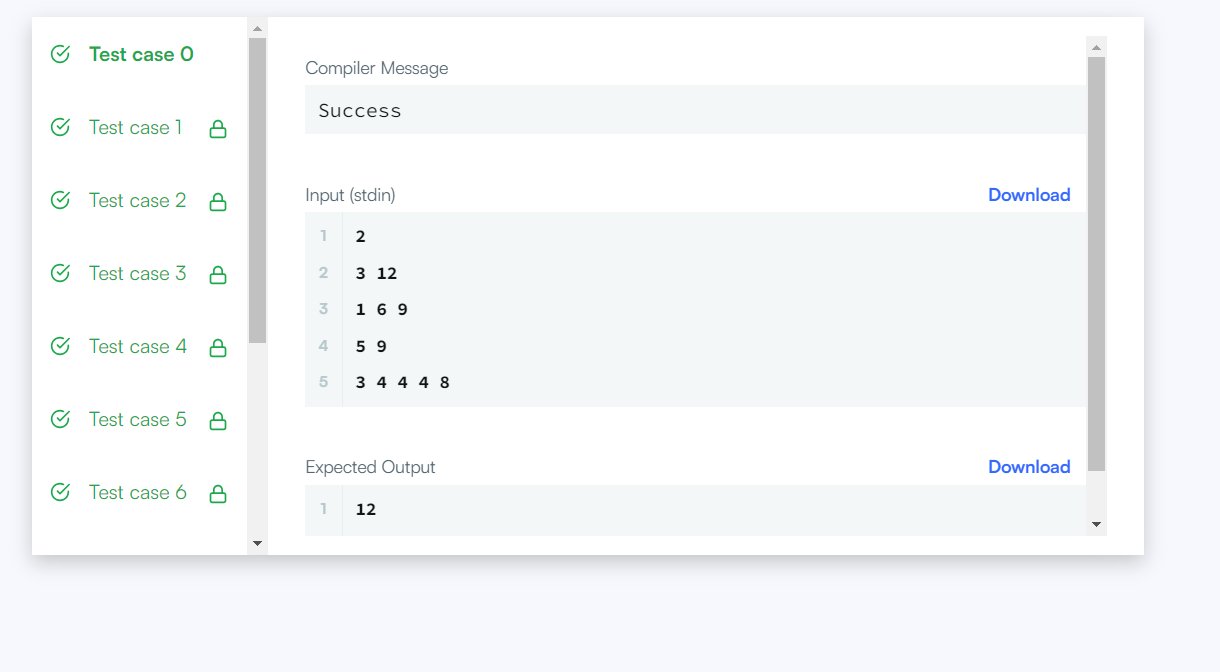 Test case 0
Test case 1
Test case 2
Test case 3
Test case 4
Test case 5
Test case 6
Compiler Message
Success
Input (stdin)
Download
1 2
2 3 12
3 1 6 9
4 5 9
5 3 4 4 4 8
Expected Output
Download
1 12